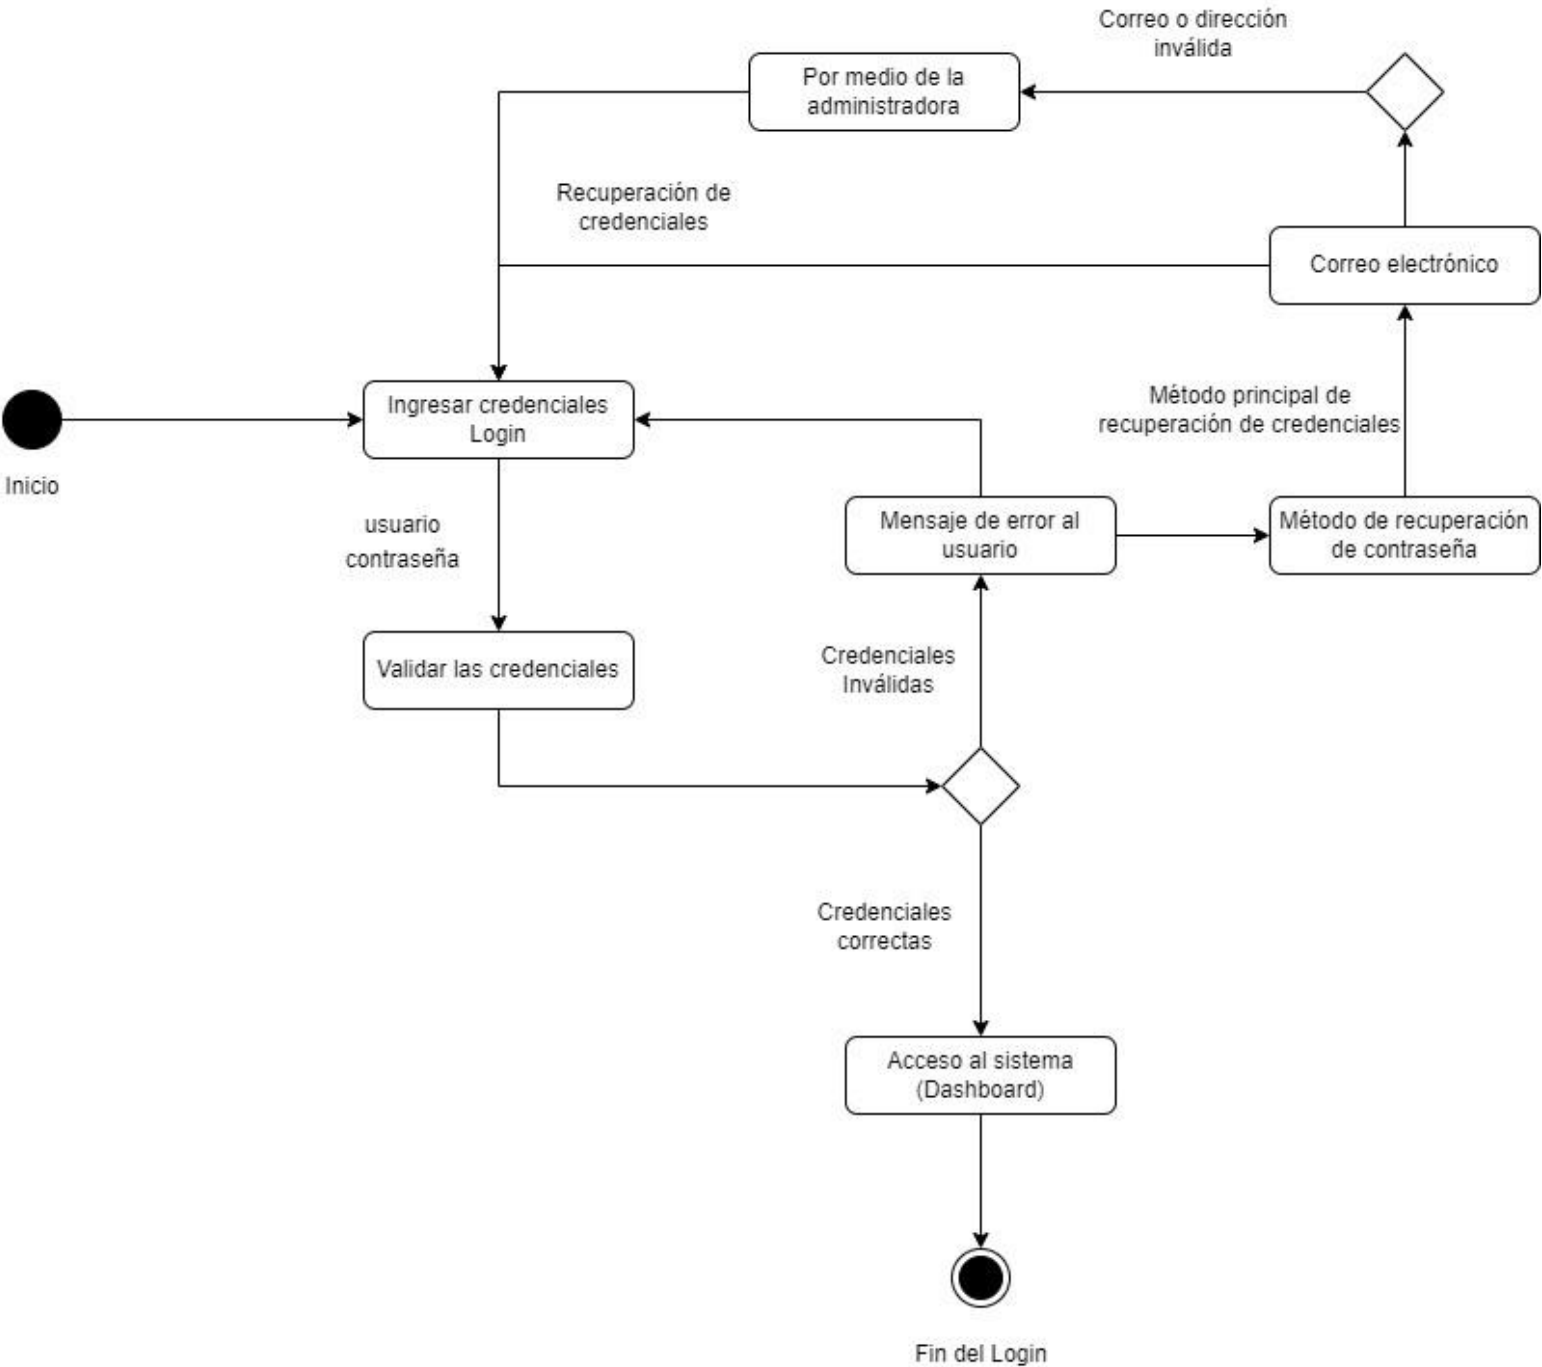 Correo o dirección
inválida
Por medio de la
administradora
Recuperación de
credenciales
Correo electrónico
Método principal de
recuperación de credenciales
Ingresar credenciales
Login
Inicio
usuario
contraseña
Mensaje de error al
usuario
Método de recuperación
de contraseña
Validar las credenciales
Credenciales
Inválidas
Credenciales
correctas
Acceso al sistema
(Dashboard)
Fin del Login